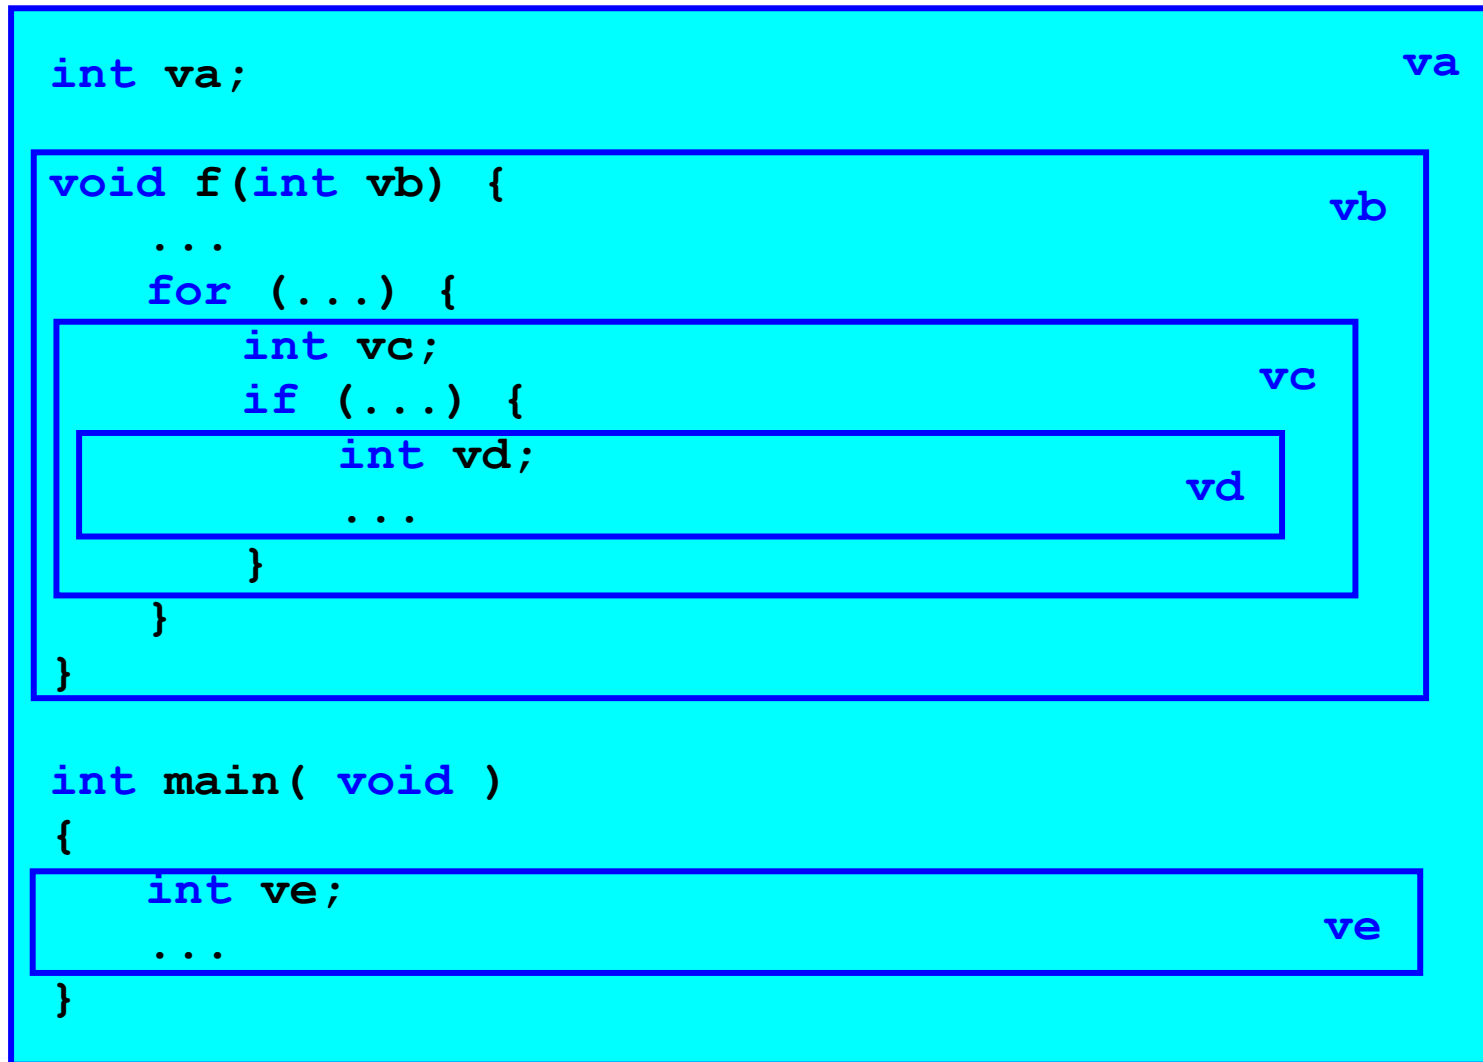 int va; va
void f(int vb) {
vb
...
for (...) {
int vc;
vc
if (...) {
int vd;
vd
...
}
}
}
int main( void )
{
int ve;
ve
...
}